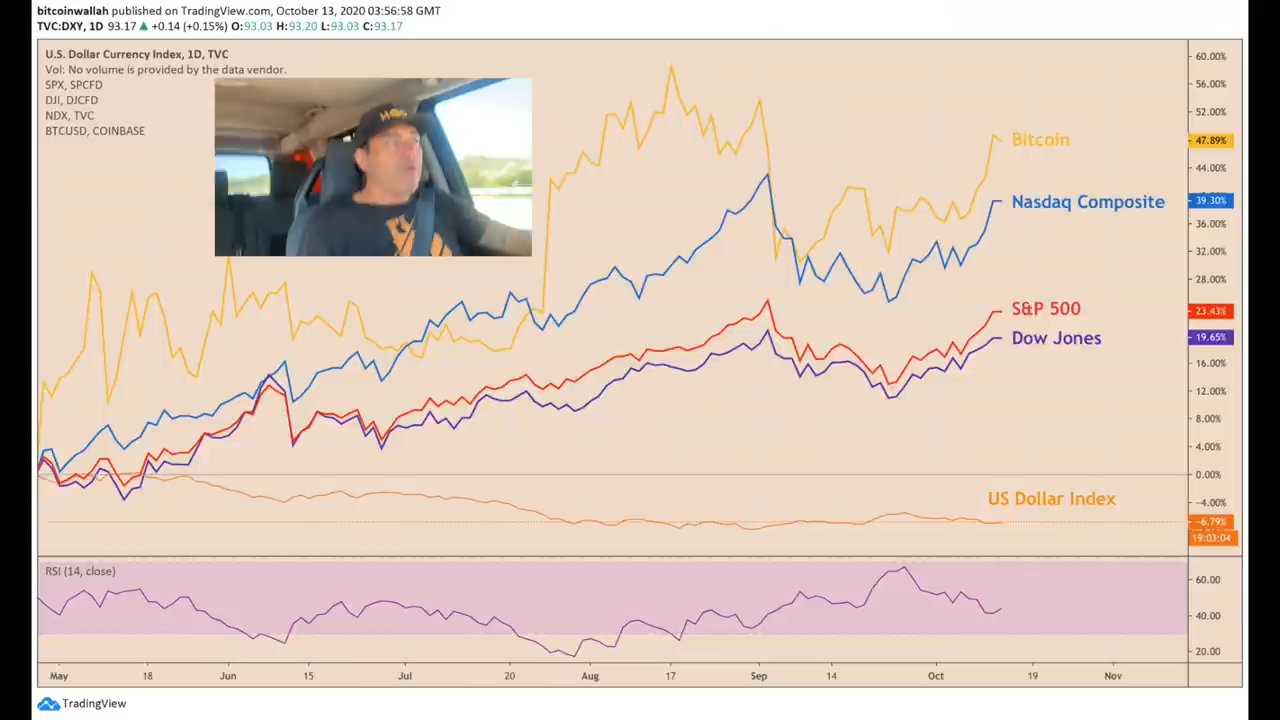 bitcoinwallah published on TradingView.com, October 13, 2020 03:56:58 GMT
TVC:DXY, 1D 93.17 ▲ +0.14 (+0.15%) O:93.03 H:93.20 L:93.03 C:93.17
U.S. Dollar Currency Index, 1D, TVC
Vol: No volume is provided by the data vendor.
SPX, SPCFD
DJI, DJCFD
NDX, TVC
BTCUSD, COINBASE
60.00%
56.00%
52.00%
Bitcoin
47.89%
44.00%
Nasdaq Composite
39.30%
36.00%
32.00%
28.00%
S&P 500
23.43%
Dow Jones
19.65%
16.00%
12.00%
8.00%
4.00%
0.00%
US Dollar Index
−4.00%
−6.79%
19:03:04
RSI (14, close)
60.00
40.00
20.00
May 18 Jun 15 Jul 20 Aug 17 Sep 14 Oct 19 Nov
TradingView